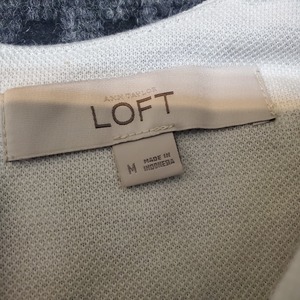 ANN TAYLOR
LOFT
M
MADE IN
INDONESIA